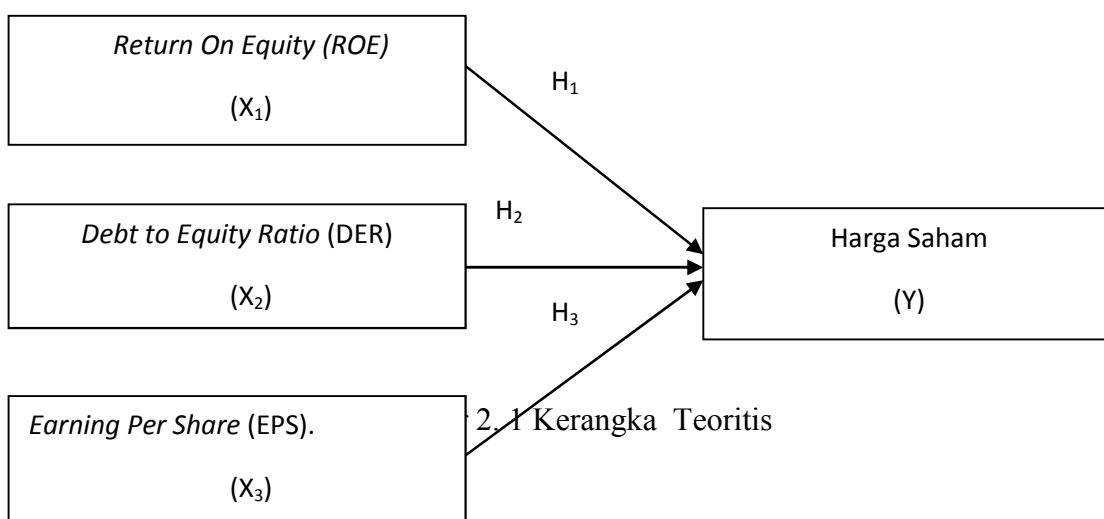 Return On Equity (ROE)
(X₁)
H₁
Debt to Equity Ratio (DER)
(X₂)
H₂
Harga Saham
(Y)
H₃
Earning Per Share (EPS).
(X₃)
2. 1 Kerangka Teoritis